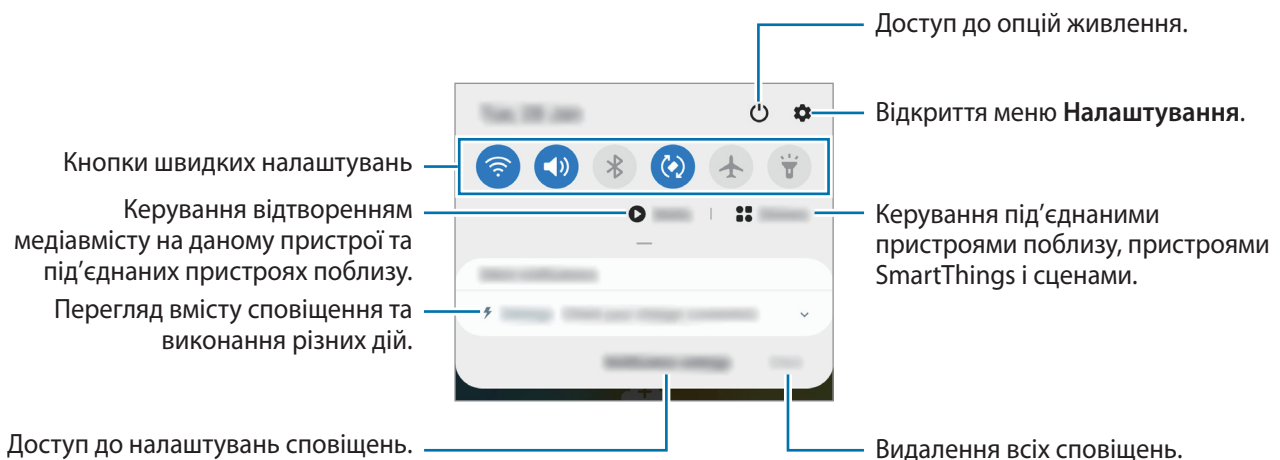 Доступ до опцій живлення.
Відкриття меню Налаштування.
Кнопки швидких налаштувань
Керування відтворенням
медіавмісту на даному пристрої та
під’єднаних пристроях поблизу.
Керування під’єднаними
пристроями поблизу, пристроями
SmartThings і сценами.
Перегляд вмісту сповіщення та
виконання різних дій.
Доступ до налаштувань сповіщень.
Видалення всіх сповіщень.